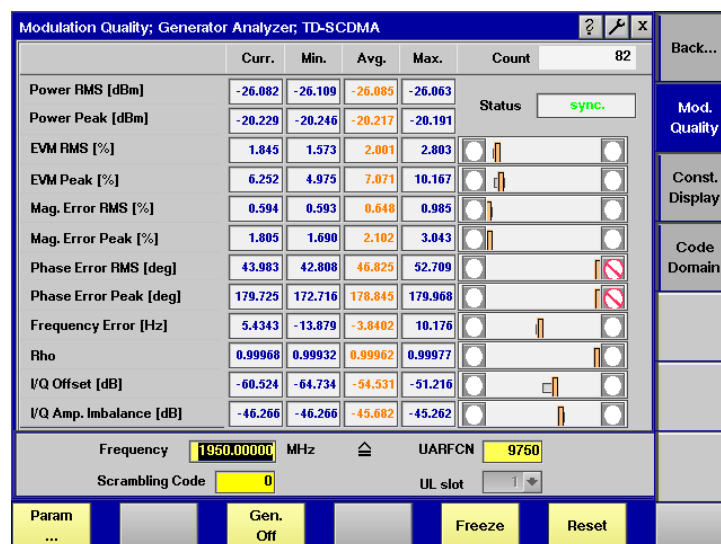 Modulation Quality; Generator Analyzer; TD-SCDMA ? x
Back...
Curr. Min. Avg. Max. Count 82
Power RMS [dBm] -26.082 -26.109 -26.085 -26.063
Status sync.
Mod. Quality
Power Peak [dBm] -20.229 -20.246 -20.217 -20.191
EVM RMS [%] 1.845 1.573 2.001 2.803
EVM Peak [%] 6.252 4.975 7.071 10.167
Const. Display
Mag. Error RMS [%] 0.594 0.593 0.648 0.985
Mag. Error Peak [%] 1.805 1.690 2.102 3.043
Code Domain
Phase Error RMS [deg] 43.983 42.808 46.825 52.709
Phase Error Peak [deg] 179.725 172.716 178.845 179.968
Frequency Error [Hz] 5.4343 -13.879 -3.8402 10.176
Rho 0.99968 0.99932 0.99962 0.99977
I/Q Offset [dB] -60.524 -64.734 -54.531 -51.216
I/Q Amp. Imbalance [dB] -46.266 -46.266 -45.682 -45.262
Frequency 1950.00000 MHz ≙ UARFCN 9750
Scrambling Code 0 UL slot 1
Param ...
Gen. Off
Freeze
Reset